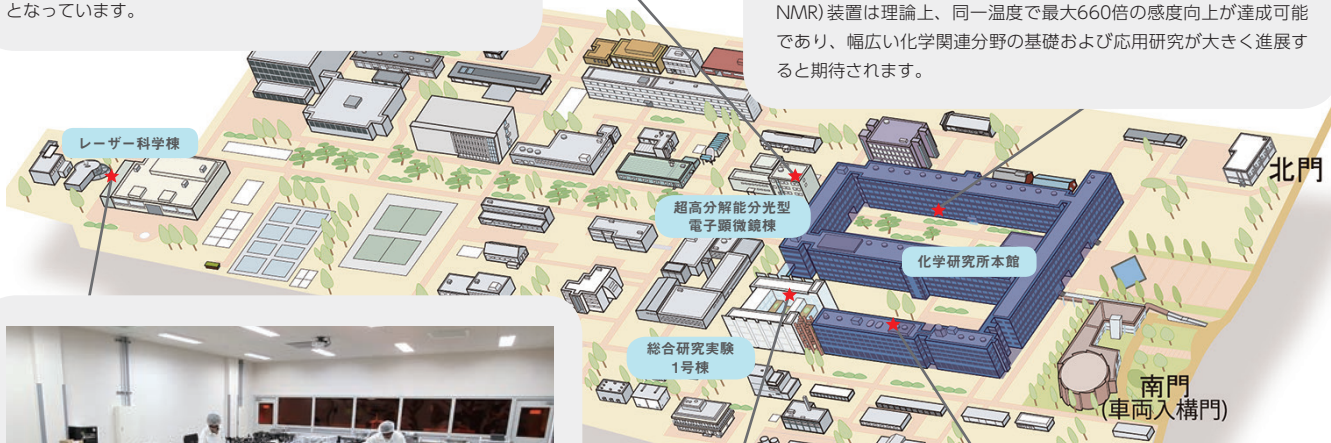 となっています。
NMR)装置は理論上、同一温度で最大660倍の感度向上が達成可能
であり、幅広い化学関連分野の基礎および応用研究が大きく進展す
ると期待されます。
レーザー科学棟
北門
超高分解能分光型
電子顕微鏡棟
化学研究所本館
総合研究実験
1号棟
南門
(車両入構門)